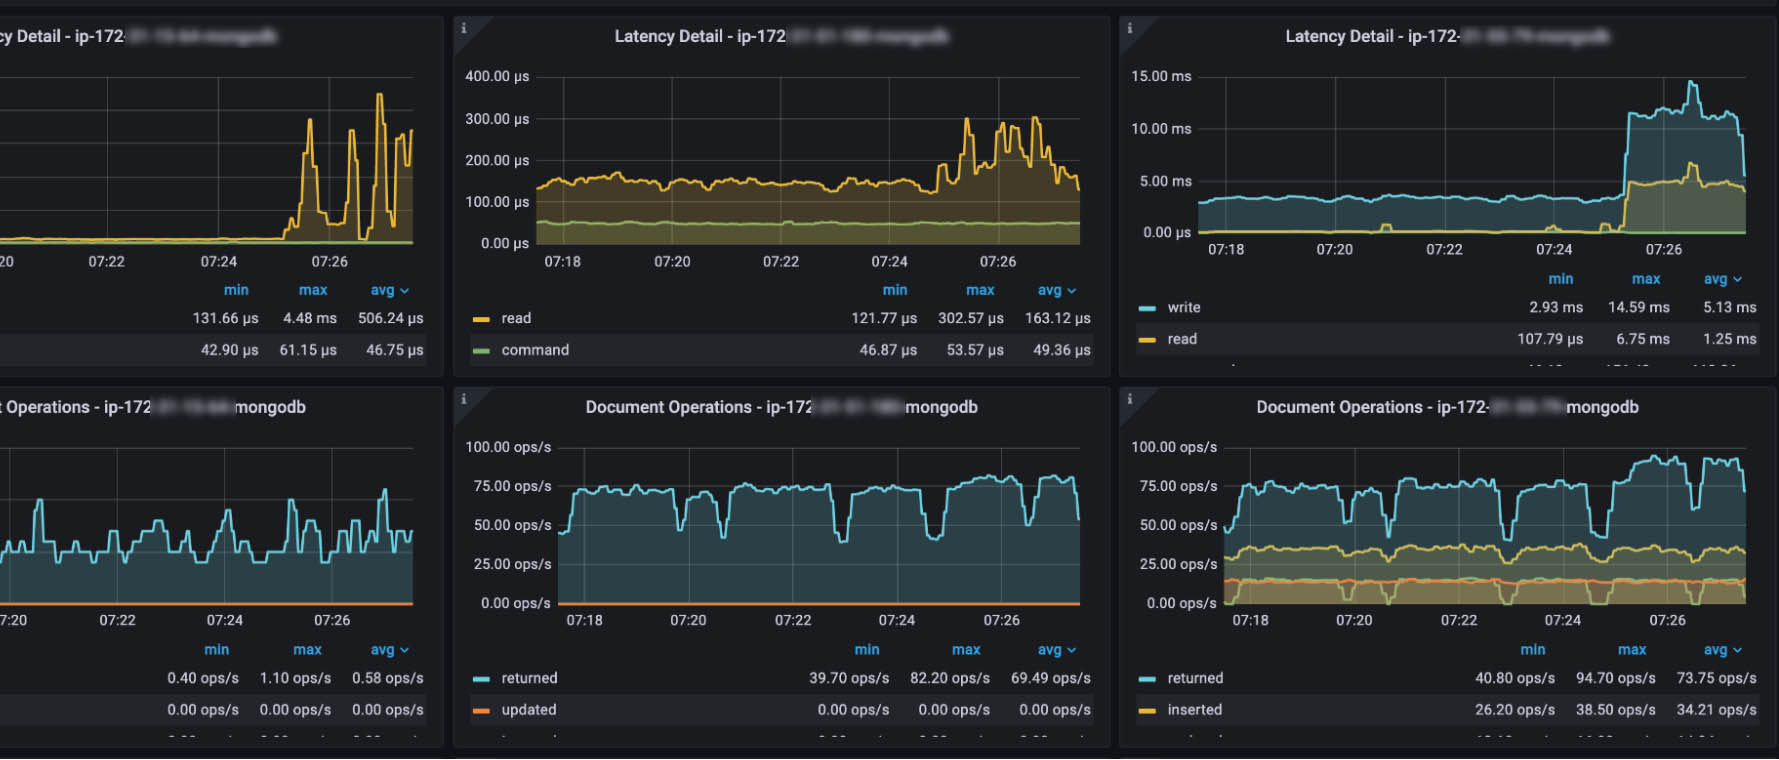 cy Detail - ip-172-
400.00 µs
300.00 µs
200.00 µs
100.00 µs
0.00 µs
20 07:22 07:24 07:26
min max avg
131.66 µs 4.48 ms 506.24 µs
42.90 µs 61.15 µs 46.75 µs
i
Latency Detail - ip-172
07:18 07:20 07:22 07:24 07:26
min max avg
read 121.77 µs 302.57 µs 163.12 µs
command 46.87 µs 53.57 µs 49.36 µs
i
Latency Detail - ip-172-
15.00 ms
10.00 ms
5.00 ms
0.00 µs
07:18 07:20 07:22 07:24 07:26
min max avg
write 2.93 ms 14.59 ms 5.13 ms
read 107.79 µs 6.75 ms 1.25 ms
t Operations - ip-172 mongodb
7:20 07:22 07:24 07:26
min max avg
0.40 ops/s 1.10 ops/s 0.58 ops/s
0.00 ops/s 0.00 ops/s 0.00 ops/s
i
Document Operations - ip-172 mongodb
100.00 ops/s
75.00 ops/s
50.00 ops/s
25.00 ops/s
0.00 ops/s
07:18 07:20 07:22 07:24 07:26
min max avg
returned 39.70 ops/s 82.20 ops/s 69.49 ops/s
updated 0.00 ops/s 0.00 ops/s 0.00 ops/s
i
Document Operations - ip-172- mongodb
100.00 ops/s
75.00 ops/s
50.00 ops/s
25.00 ops/s
0.00 ops/s
07:18 07:20 07:22 07:24 07:26
min max avg
returned 40.80 ops/s 94.70 ops/s 73.75 ops/s
inserted 26.20 ops/s 38.50 ops/s 34.21 ops/s